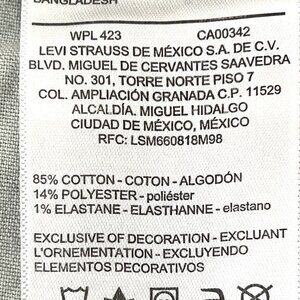 BANGLADESH
WPL 423 CA00342
LEVI STRAUSS DE MÉXICO S.A. DE C.V.
BLVD. MIGUEL DE CERVANTES SAAVEDRA
NO. 301, TORRE NORTE PISO 7
COL. AMPLIACIÓN GRANADA C.P. 11529
ALCALDÍA. MIGUEL HIDALGO
CIUDAD DE MÉXICO, MÉXICO
RFC: LSM660818M98
85% COTTON - COTON - ALGODÓN
14% POLYESTER - poliéster
1% ELASTANE - ELASTHANNE - elastano
EXCLUSIVE OF DECORATION - EXCLUANT
L'ORNEMENTATION - EXCLUYENDO
ELEMENTOS DECORATIVOS